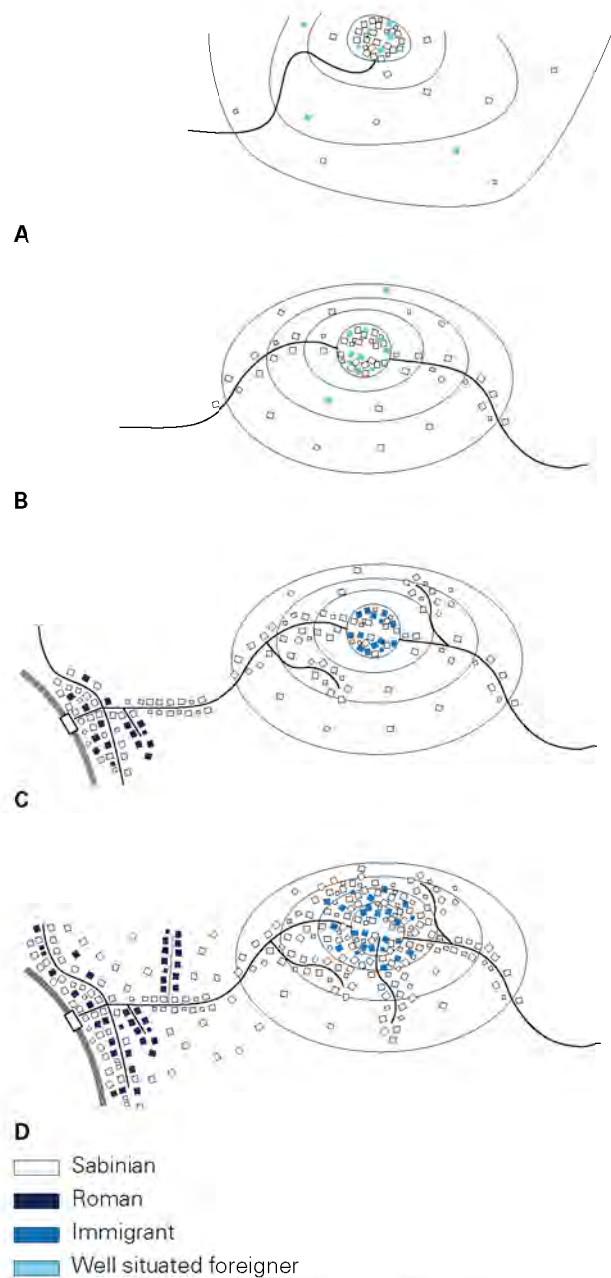 A
B
C
D
Sabinian
Roman
Immigrant
Well situated foreigner